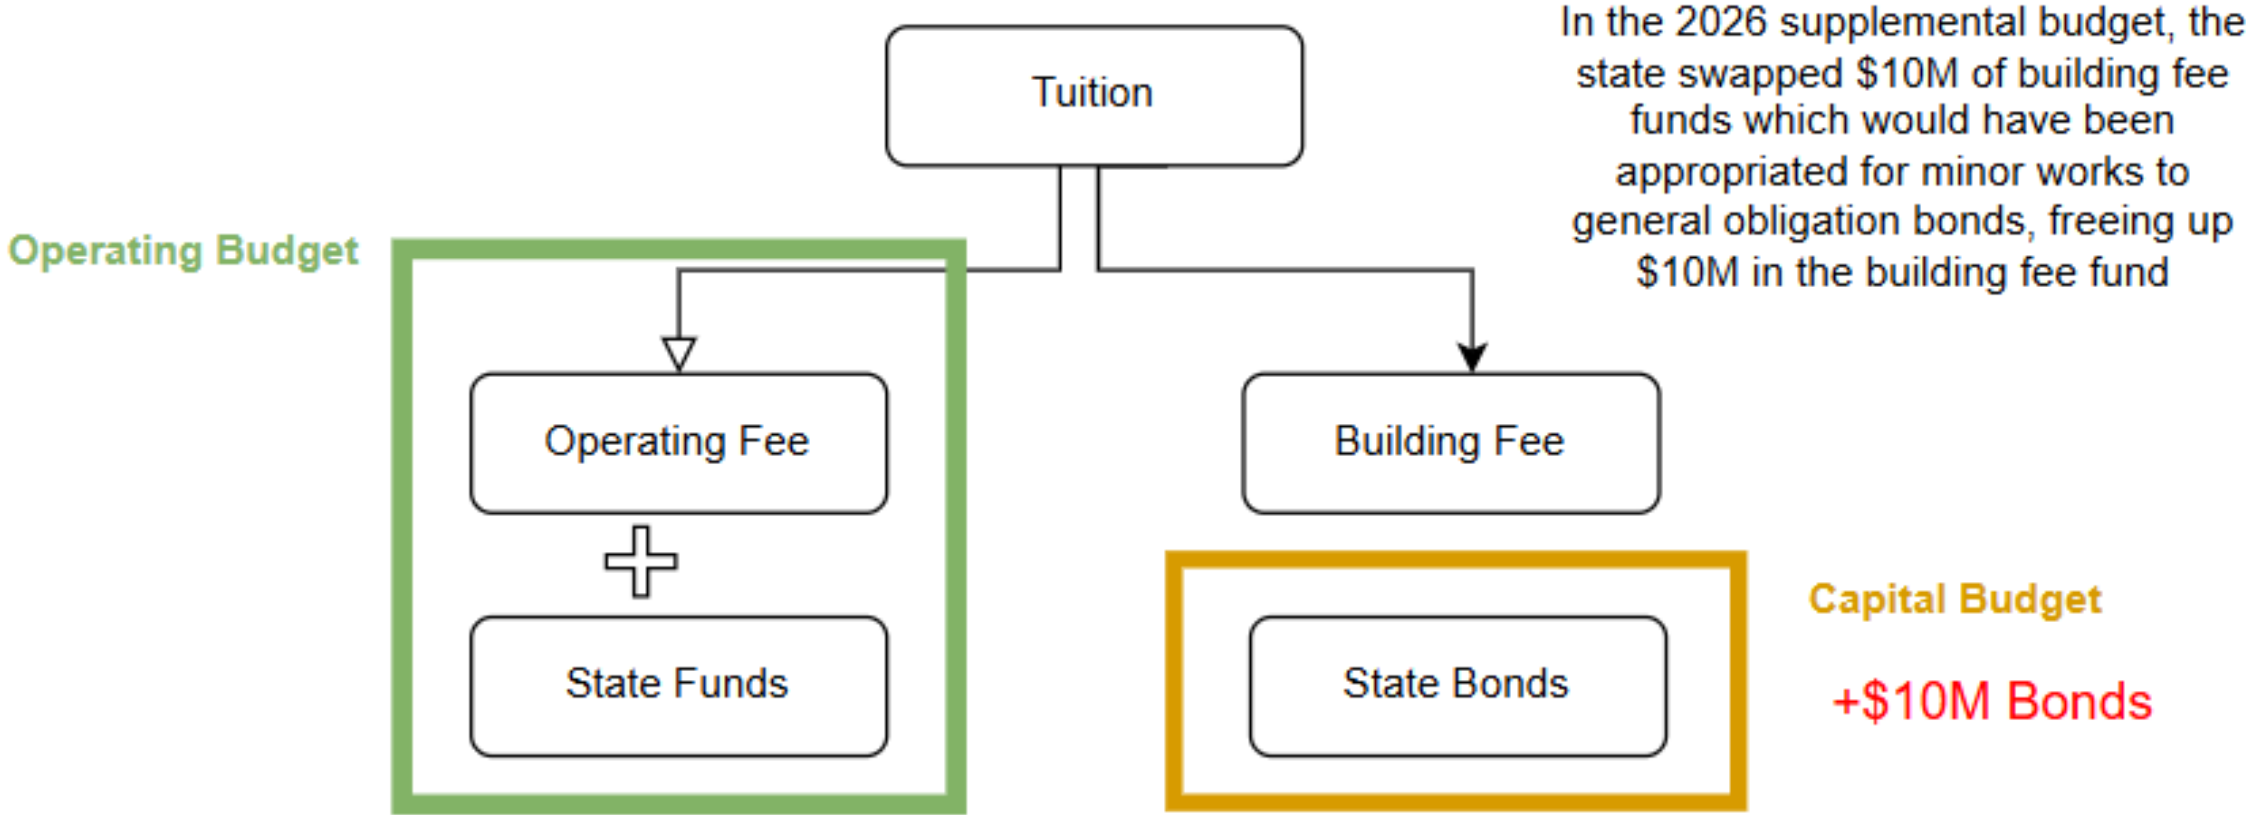 In the 2026 supplemental budget, the
state swapped $10M of building fee
funds which would have been
appropriated for minor works to
general obligation bonds, freeing up
$10M in the building fee fund
Tuition
Operating Budget
Operating Fee
Building Fee
Capital Budget
State Funds
State Bonds
+$10M Bonds